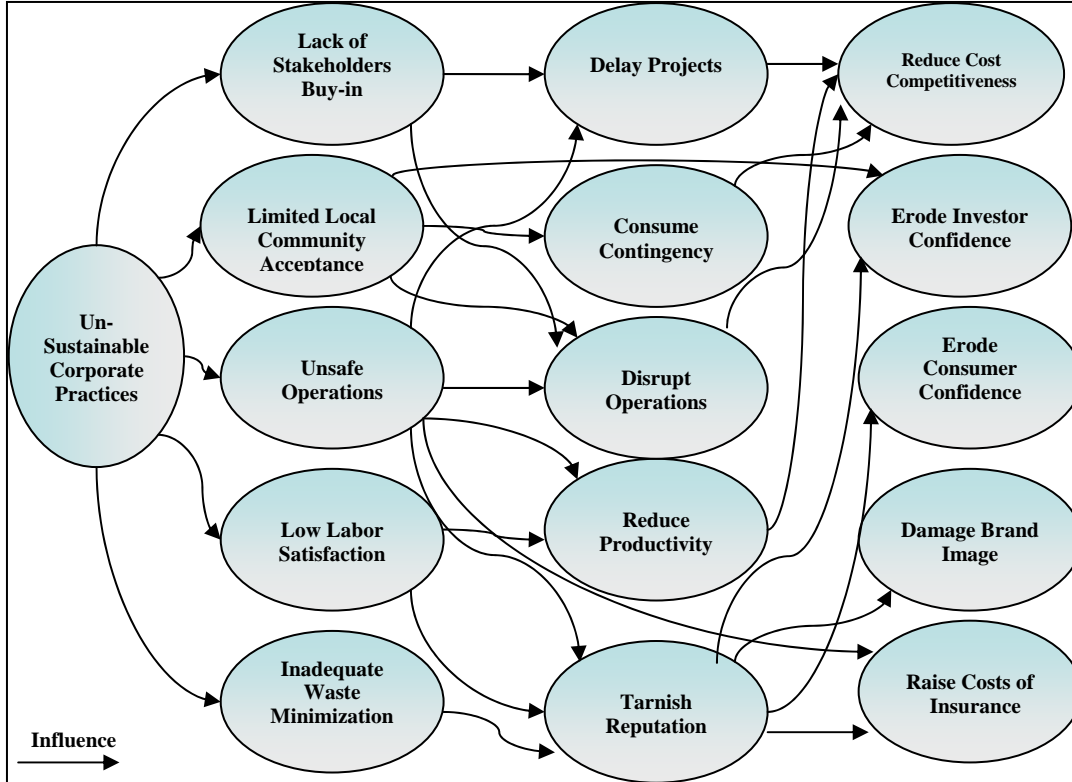 Un-
Sustainable
Corporate
Practices
Lack of
Stakeholders
Buy-in
Limited Local
Community
Acceptance
Unsafe
Operations
Low Labor
Satisfaction
Inadequate
Waste
Minimization
Delay Projects
Consume
Contingency
Disrupt
Operations
Reduce
Productivity
Tarnish
Reputation
Reduce Cost
Competitiveness
Erode Investor
Confidence
Erode
Consumer
Confidence
Damage Brand
Image
Raise Costs of
Insurance
Influence